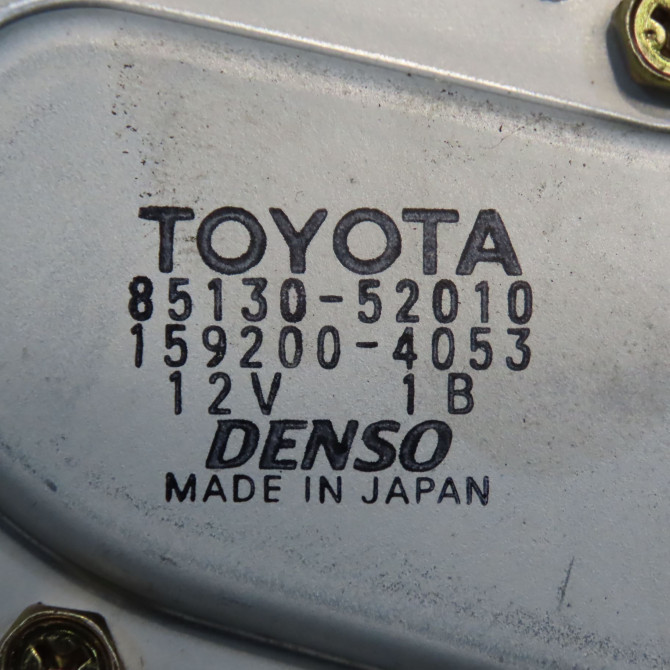 TOYOTA
85130-52010
159200-4053
12V 1B
DENSO
MADE IN JAPAN